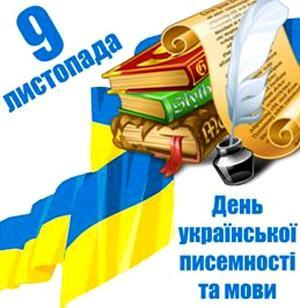 9
листопада
День
української
писемності
та мови